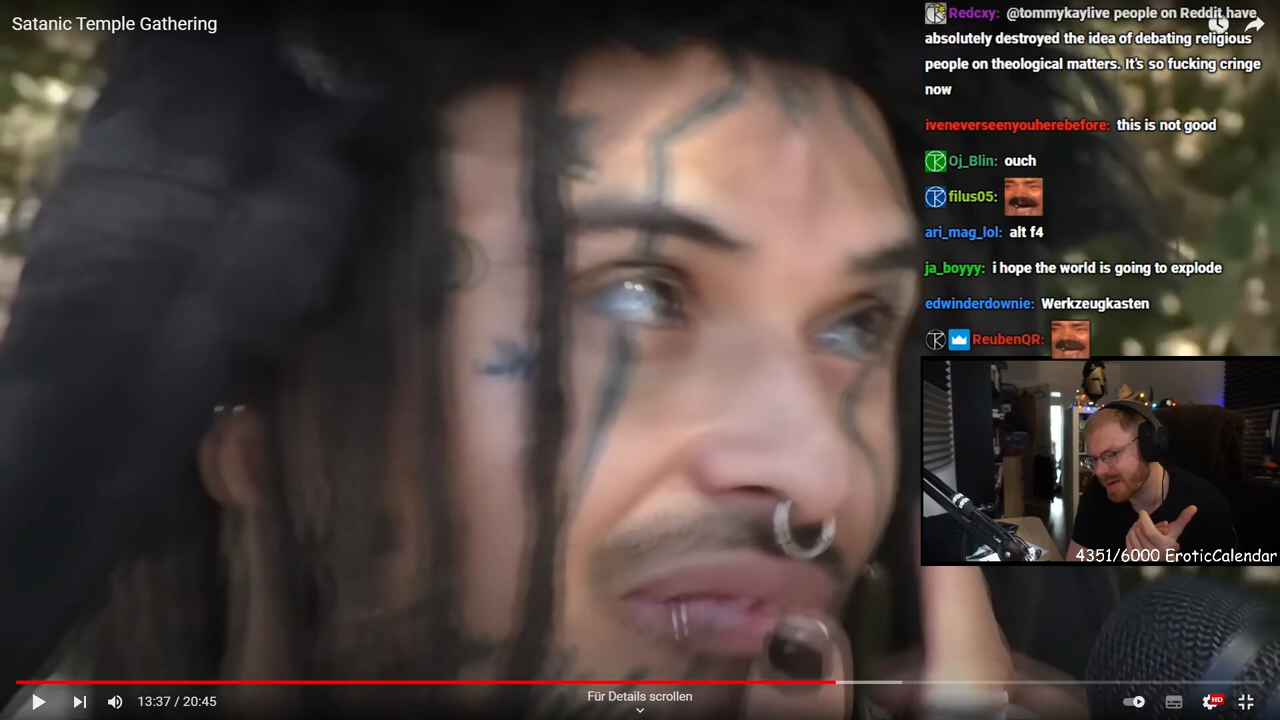 Satanic Temple Gathering
Redcxy: @tommykaylive people on Reddit have
absolutely destroyed the idea of debating religious
people on theological matters. It's so fucking cringe
now
iveneverseenyouherebefore: this is not good
Oj_Blin: ouch
filus05:
ari_mag_lol: alt f4
ja_boyyy: i hope the world is going to explode
edwinderdownie: Werkzeugkasten
ReubenQR:
4351/6000 EroticCalendar
13:37 / 20:45
Für Details scrollen
HD